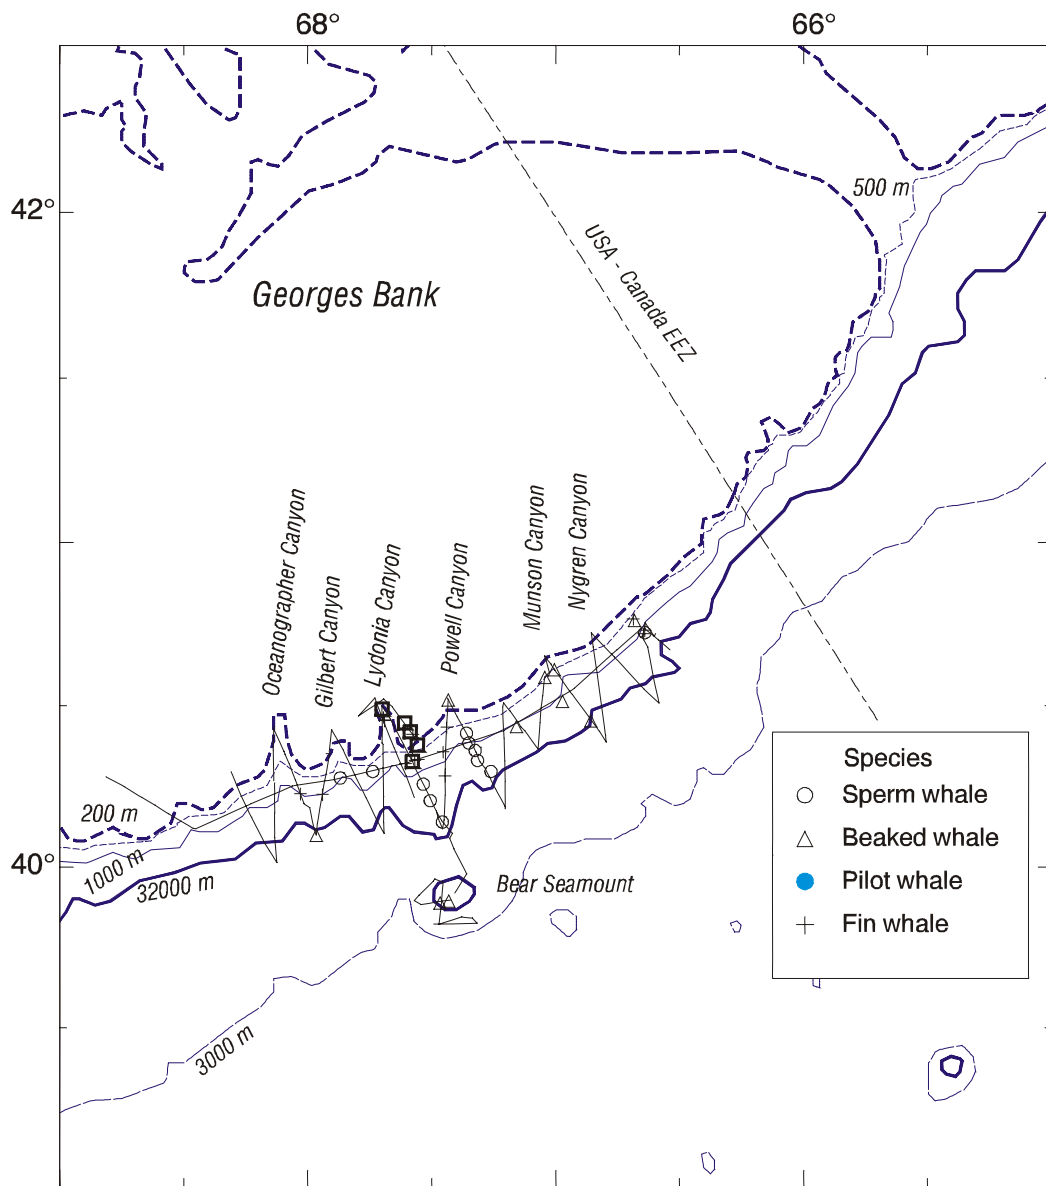 68° 66°
42°
500 m
USA - Canada EEZ
Georges Bank
Oceanographer Canyon
Gilbert Canyon
Lydonia Canyon
Powell Canyon
Munson Canyon
Nygren Canyon
200 m
1000 m
32000 m
40°
Bear Seamount
3000 m
Species
Sperm whale
Beaked whale
Pilot whale
Fin whale